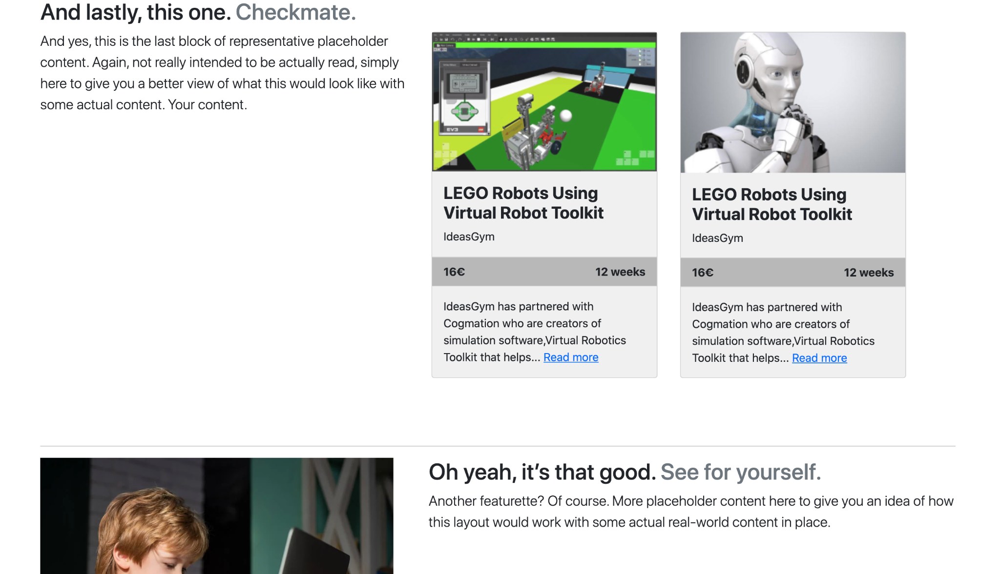 And lastly, this one. Checkmate.
And yes, this is the last block of representative placeholder
content. Again, not really intended to be actually read, simply
here to give you a better view of what this would look like with
some actual content. Your content.
EV3
LEGO Robots Using
Virtual Robot Toolkit
IdeasGym
16€ 12 weeks
IdeasGym has partnered with
Cogmation who are creators of
simulation software,Virtual Robotics
Toolkit that helps... Read more
LEGO Robots Using
Virtual Robot Toolkit
IdeasGym
16€ 12 weeks
IdeasGym has partnered with
Cogmation who are creators of
simulation software,Virtual Robotics
Toolkit that helps... Read more
Oh yeah, it’s that good. See for yourself.
Another featurette? Of course. More placeholder content here to give you an idea of how
this layout would work with some actual real-world content in place.